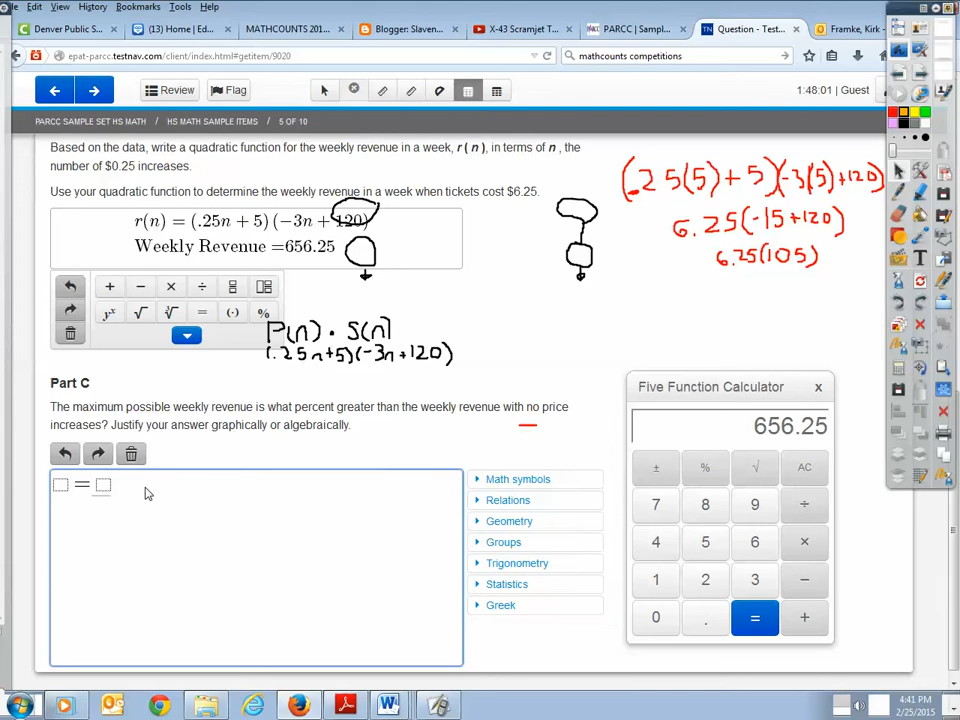 File Edit View History Bookmarks Tools Help
Denver Public S... (13) Home | Ed... MATHCOUNTS 201... Blogger: Slaven... X-43 Scramjet T... PARCC | Sampl... Question - Test... Framke, Kirk -
epat-parcc.testnav.com/client/index.html#getitem/9020
mathcounts competitions
Review Flag
1:48:01 | Guest
PARCC SAMPLE SET HS MATH / HS MATH SAMPLE ITEMS / 5 OF 10
Based on the data, write a quadratic function for the weekly revenue in a week, r ( n ), in terms of n , the
number of $0.25 increases.
Use your quadratic function to determine the weekly revenue in a week when tickets cost $6.25.
(.25(5)+5)(-3(5)+120)
6.25(-15+120)
6.25(105)
r(n) = (.25n + 5) (−3n + 120)
Weekly Revenue =656.25
+ − × ÷
yˣ √ ∛ = (·) %
P(n) · S(n)
(.25n+5)(-3n+120)
Part C
The maximum possible weekly revenue is what percent greater than the weekly revenue with no price
increases? Justify your answer graphically or algebraically.
=
Math symbols
Relations
Geometry
Groups
Trigonometry
Statistics
Greek
Five Function Calculator x
656.25
± % √ AC
7 8 9 ÷
4 5 6 ×
1 2 3 −
0 . = +
4:41 PM
2/25/2015